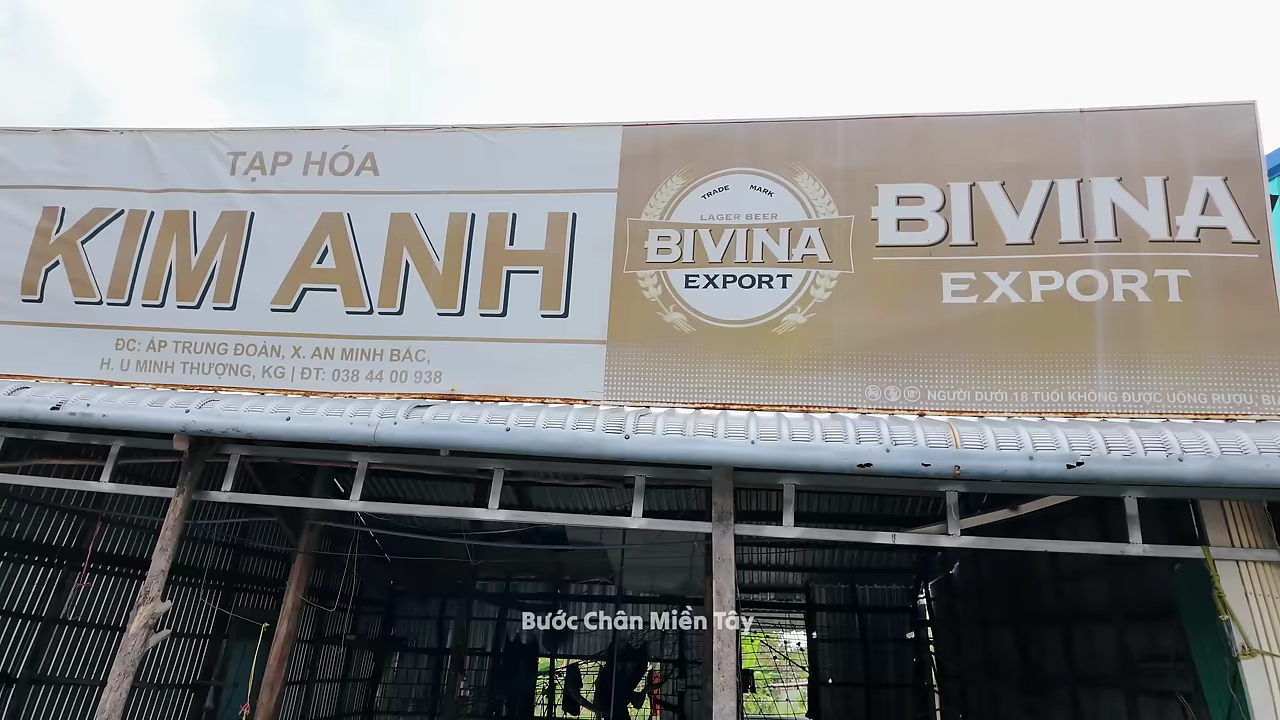 TẠP HÓA
KIM ANH
ĐC: ẤP TRUNG ĐOÀN, X. AN MINH BẮC,
H. U MINH THƯỢNG, KG | ĐT: 038 44 00 938
TRADE MARK
LAGER BEER
BIVINA
EXPORT
BIVINA
EXPORT
18 NGƯỜI DƯỚI 18 TUỔI KHÔNG ĐƯỢC UỐNG RƯỢU,
Bước Chân Miền Tây